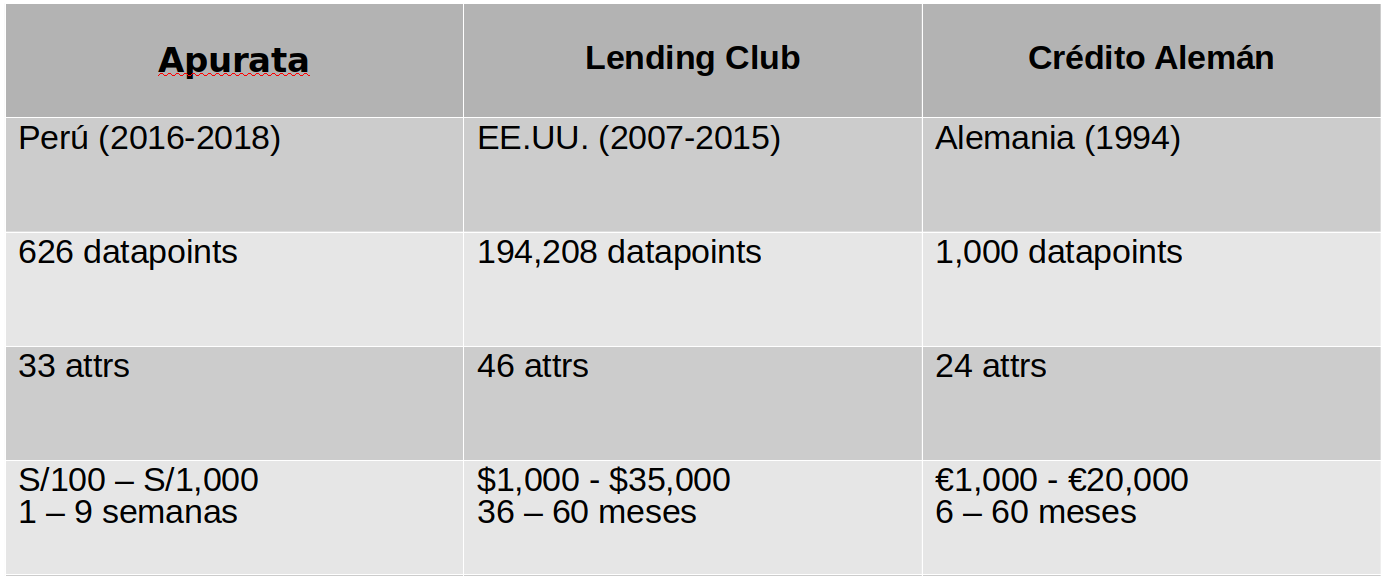 Apurata
Lending Club
Crédito Alemán
Perú (2016-2018)
EE.UU. (2007-2015)
Alemania (1994)
626 datapoints
194,208 datapoints
1,000 datapoints
33 attrs
46 attrs
24 attrs
S/100 – S/1,000
1 – 9 semanas
$1,000 - $35,000
36 – 60 meses
€1,000 - €20,000
6 – 60 meses